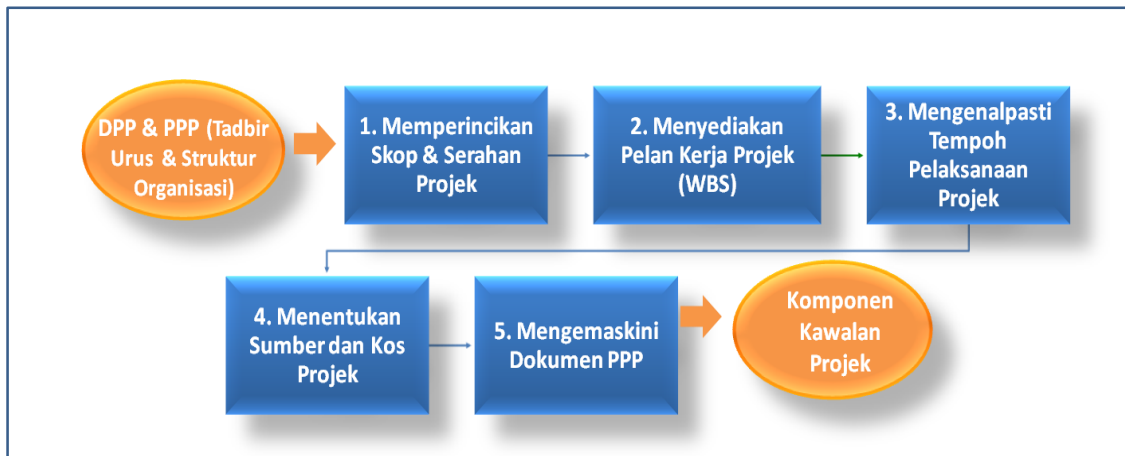 DPP & PPP (Tadbir
Urus & Struktur
Organisasi)
1. Memperincikan
Skop & Serahan
Projek
2. Menyediakan
Pelan Kerja Projek
(WBS)
3. Mengenalpasti
Tempoh
Pelaksanaan
Projek
4. Menentukan
Sumber dan Kos
Projek
5. Mengemaskini
Dokumen PPP
Komponen
Kawalan
Projek